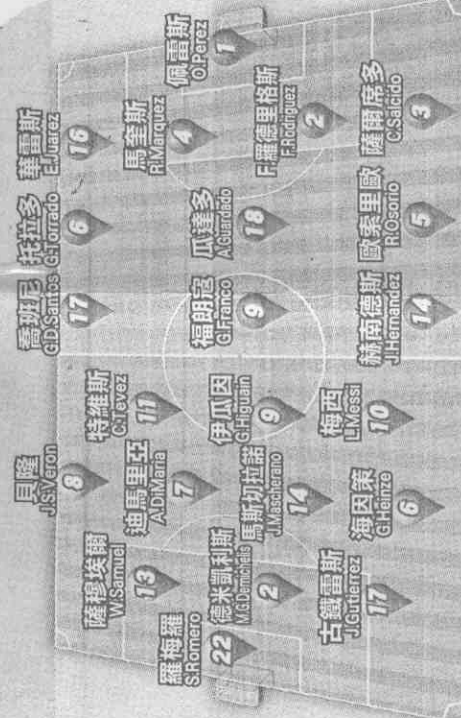 佩雷斯
O.Perez
1
華雷斯
E.Juarez
16
馬奎斯
R.Marquez
4
F.羅德里格斯
F.Rodriguez
2
薩爾席多
C.Salcido
3
托拉多
G.Torrado
6
瓜達多
A.Guardado
18
歐索里歐
R.Osorio
5
喬班尼
G.D.Santos
17
福朗寇
G.Franco
9
赫南德斯
J.Hernandez
14
特維斯
C.Tevez
11
伊瓜因
G.Higuain
9
梅西
L.Messi
10
貝隆
J.S.Veron
8
迪馬里亞
A.DiMaria
7
馬斯切拉諾
J.Mascherano
14
海因策
G.Heinze
6
薩穆埃爾
W.Samuel
13
德米凱利斯
M.G.Demichelis
2
古鐵雷斯
J.Gutierrez
17
羅梅羅
S.Romero
22